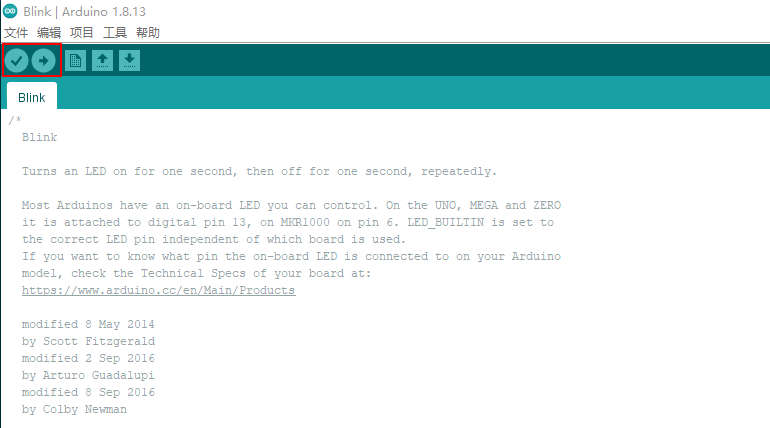 Blink | Arduino 1.8.13
文件 编辑 项目 工具 帮助
Blink
/*
Blink
Turns an LED on for one second, then off for one second, repeatedly.
Most Arduinos have an on-board LED you can control. On the UNO, MEGA and ZERO
it is attached to digital pin 13, on MKR1000 on pin 6. LED_BUILTIN is set to
the correct LED pin independent of which board is used.
If you want to know what pin the on-board LED is connected to on your Arduino
model, check the Technical Specs of your board at:
https://www.arduino.cc/en/Main/Products
modified 8 May 2014
by Scott Fitzgerald
modified 2 Sep 2016
by Arturo Guadalupi
modified 8 Sep 2016
by Colby Newman